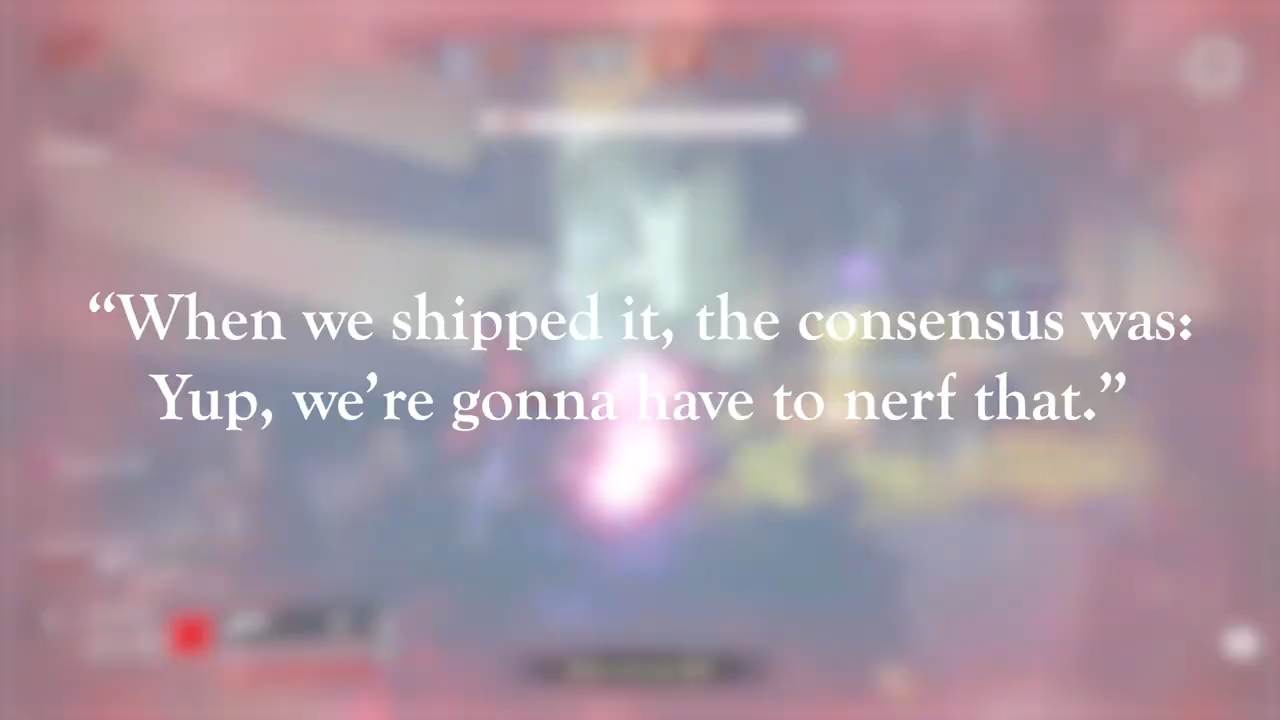 “When we shipped it, the consensus was:
Yup, we’re gonna have to nerf that.”